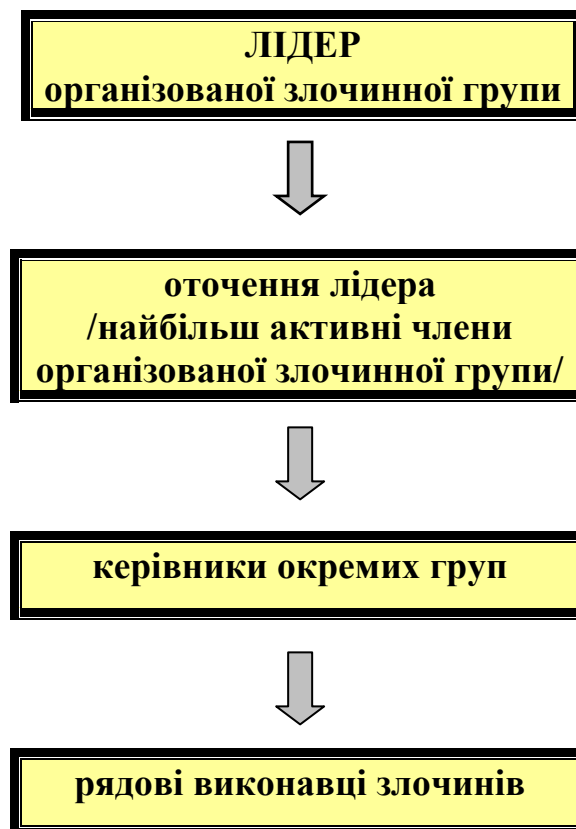 ЛІДЕР
організованої злочинної групи
оточення лідера
/найбільш активні члени
організованої злочинної групи/
керівники окремих груп
рядові виконавці злочинів